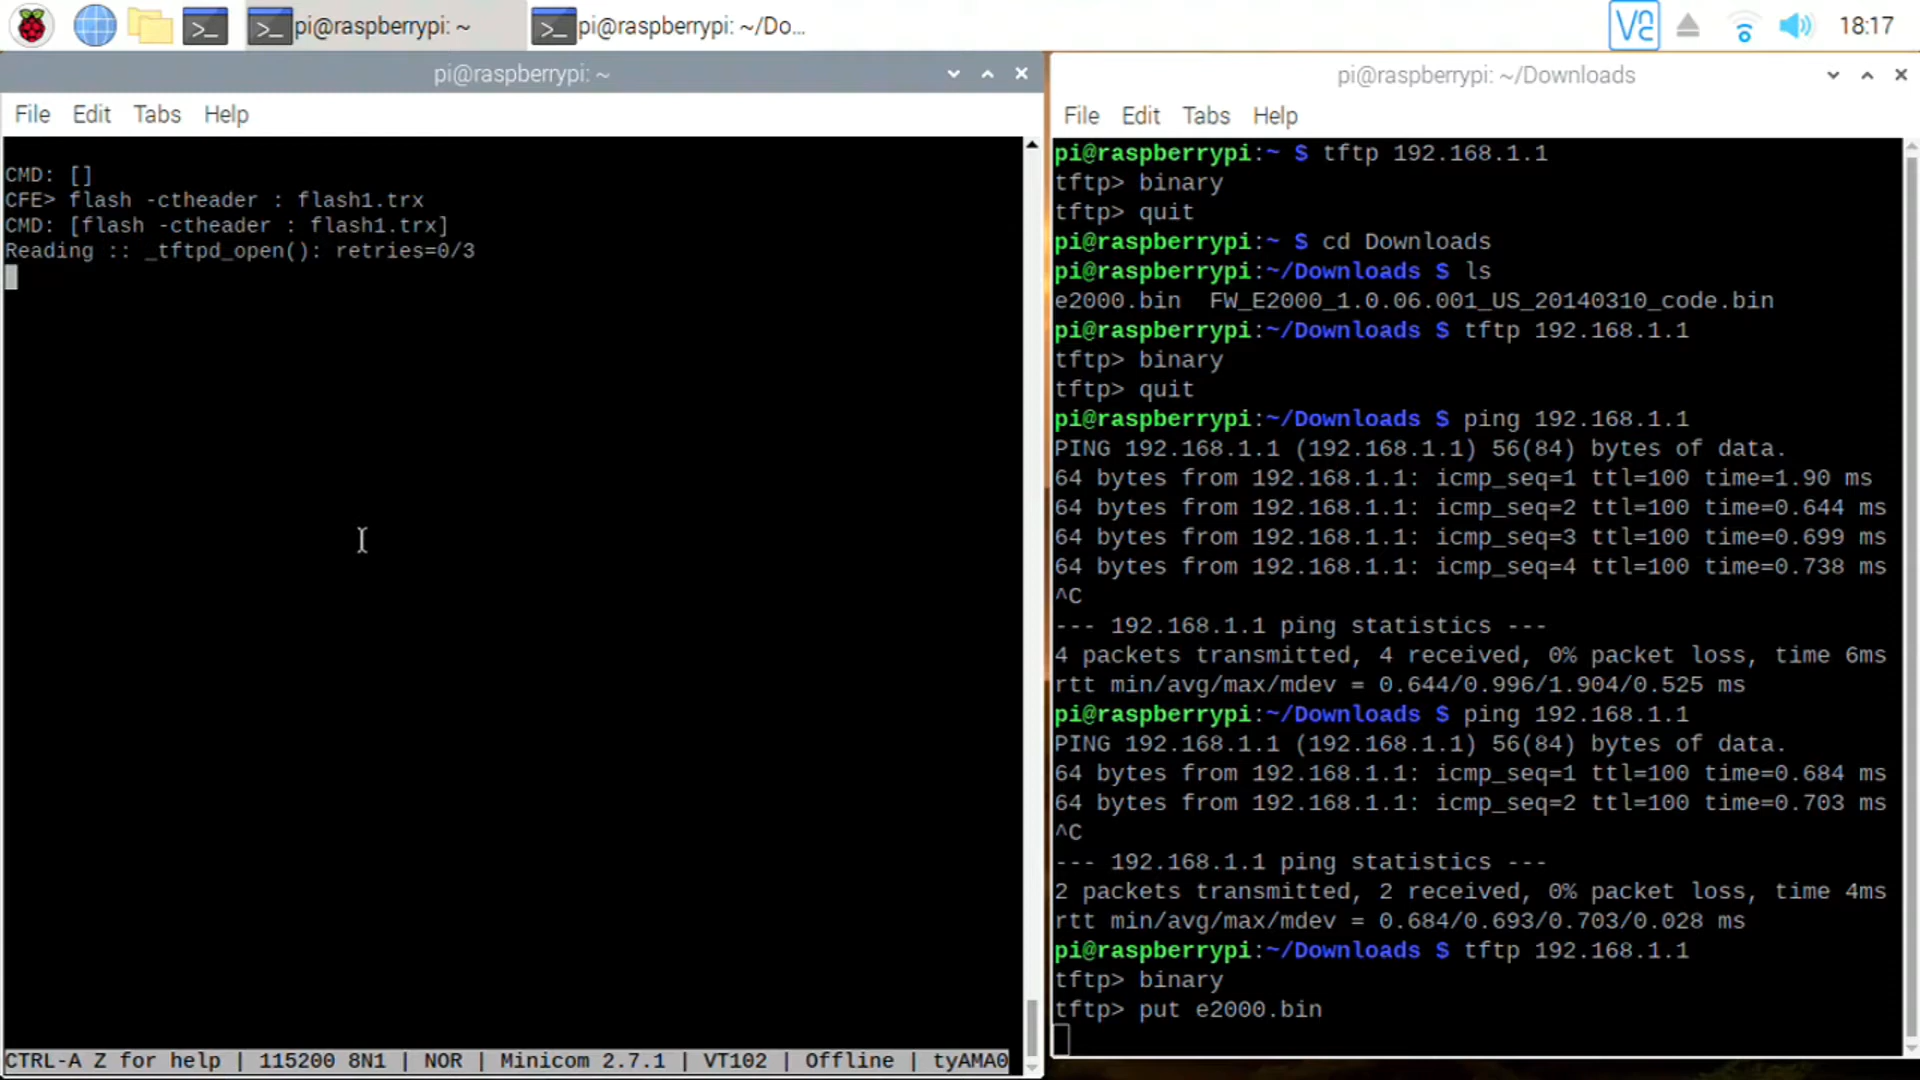 pi@raspberrypi: ~
pi@raspberrypi: ~/Do...
18:17
pi@raspberrypi: ~
File Edit Tabs Help
CMD: []
CFE> flash -ctheader : flash1.trx
CMD: [flash -ctheader : flash1.trx]
Reading :: _tftpd_open(): retries=0/3
CTRL-A Z for help | 115200 8N1 | NOR | Minicom 2.7.1 | VT102 | Offline | tyAMA0
pi@raspberrypi: ~/Downloads
File Edit Tabs Help
pi@raspberrypi:~ $ tftp 192.168.1.1
tftp> binary
tftp> quit
pi@raspberrypi:~ $ cd Downloads
pi@raspberrypi:~/Downloads $ ls
e2000.bin  FW_E2000_1.0.06.001_US_20140310_code.bin
pi@raspberrypi:~/Downloads $ tftp 192.168.1.1
tftp> binary
tftp> quit
pi@raspberrypi:~/Downloads $ ping 192.168.1.1
PING 192.168.1.1 (192.168.1.1) 56(84) bytes of data.
64 bytes from 192.168.1.1: icmp_seq=1 ttl=100 time=1.90 ms
64 bytes from 192.168.1.1: icmp_seq=2 ttl=100 time=0.644 ms
64 bytes from 192.168.1.1: icmp_seq=3 ttl=100 time=0.699 ms
64 bytes from 192.168.1.1: icmp_seq=4 ttl=100 time=0.738 ms
^C
--- 192.168.1.1 ping statistics ---
4 packets transmitted, 4 received, 0% packet loss, time 6ms
rtt min/avg/max/mdev = 0.644/0.996/1.904/0.525 ms
pi@raspberrypi:~/Downloads $ ping 192.168.1.1
PING 192.168.1.1 (192.168.1.1) 56(84) bytes of data.
64 bytes from 192.168.1.1: icmp_seq=1 ttl=100 time=0.684 ms
64 bytes from 192.168.1.1: icmp_seq=2 ttl=100 time=0.703 ms
^C
--- 192.168.1.1 ping statistics ---
2 packets transmitted, 2 received, 0% packet loss, time 4ms
rtt min/avg/max/mdev = 0.684/0.693/0.703/0.028 ms
pi@raspberrypi:~/Downloads $ tftp 192.168.1.1
tftp> binary
tftp> put e2000.bin